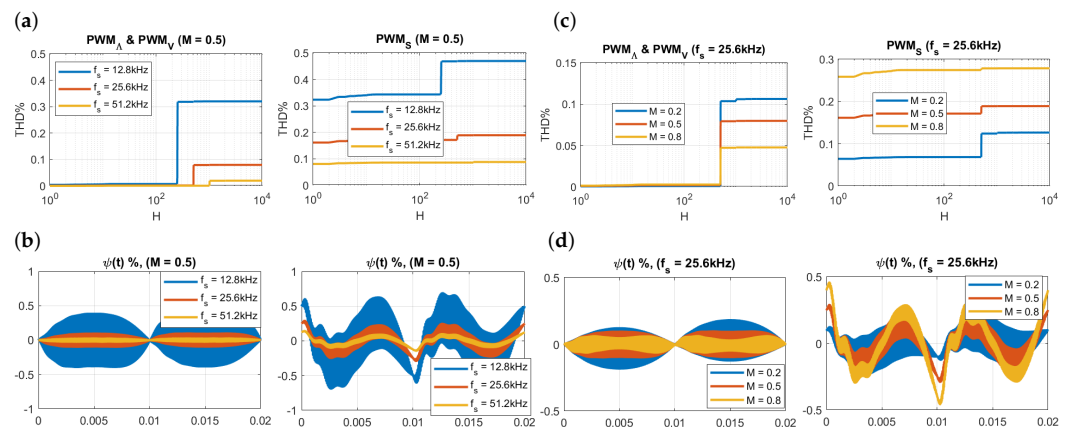 (a)
PWM_Λ & PWM_V (M = 0.5)
THD%
0.5
0.4
0.3
0.2
0.1
0
f_s = 12.8kHz
f_s = 25.6kHz
f_s = 51.2kHz
10^0
10^2
10^4
H
PWM_S (M = 0.5)
THD%
0.5
0.4
0.3
0.2
0.1
0
f_s = 12.8kHz
f_s = 25.6kHz
f_s = 51.2kHz
10^0
10^2
10^4
H
(c)
PWM_Λ & PWM_V (f_s = 25.6kHz)
THD%
0.15
0.1
0.05
0
M = 0.2
M = 0.5
M = 0.8
10^0
10^2
10^4
H
PWM_S (f_s = 25.6kHz)
THD%
0.3
0.2
0.1
0
M = 0.2
M = 0.5
M = 0.8
10^0
10^2
10^4
H
(b)
ψ(t) %, (M = 0.5)
1
0.5
0
-0.5
-1
f_s = 12.8kHz
f_s = 25.6kHz
f_s = 51.2kHz
0
0.005
0.01
0.015
0.02
ψ(t) %, (M = 0.5)
1
0.5
0
-0.5
-1
f_s = 12.8kHz
f_s = 25.6kHz
f_s = 51.2kHz
0
0.005
0.01
0.015
0.02
(d)
ψ(t) %, (f_s = 25.6kHz)
0.5
0
-0.5
M = 0.2
M = 0.5
M = 0.8
0
0.005
0.01
0.015
0.02
ψ(t) %, (f_s = 25.6kHz)
0.5
0
-0.5
M = 0.2
M = 0.5
M = 0.8
0
0.005
0.01
0.015
0.02